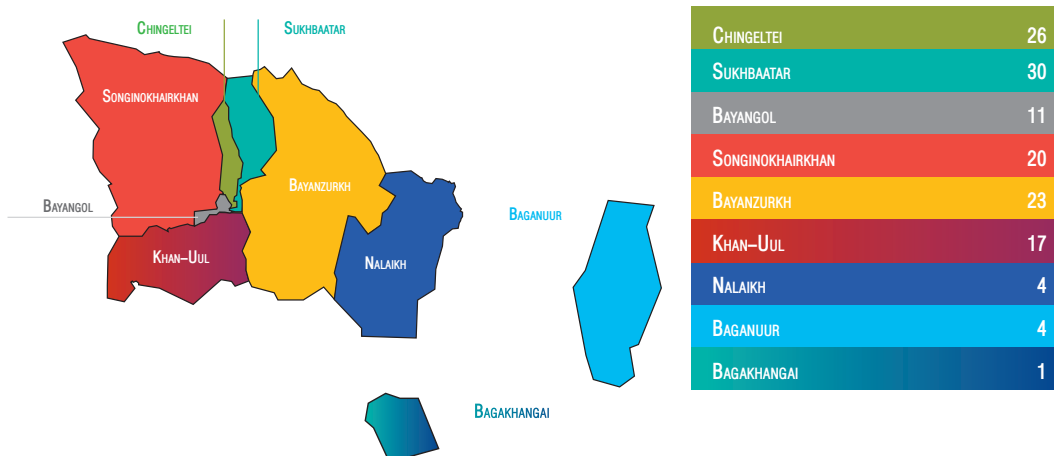 Chingeltei
Sukhbaatar
Songinokhairkhan
Bayanzurkh
Bayangol
Baganuur
Khan-Uul
Nalaikh
Bagakhangai
Chingeltei 26
Sukhbaatar 30
Bayangol 11
Songinokhairkhan 20
Bayanzurkh 23
Khan-Uul 17
Nalaikh 4
Baganuur 4
Bagakhangai 1